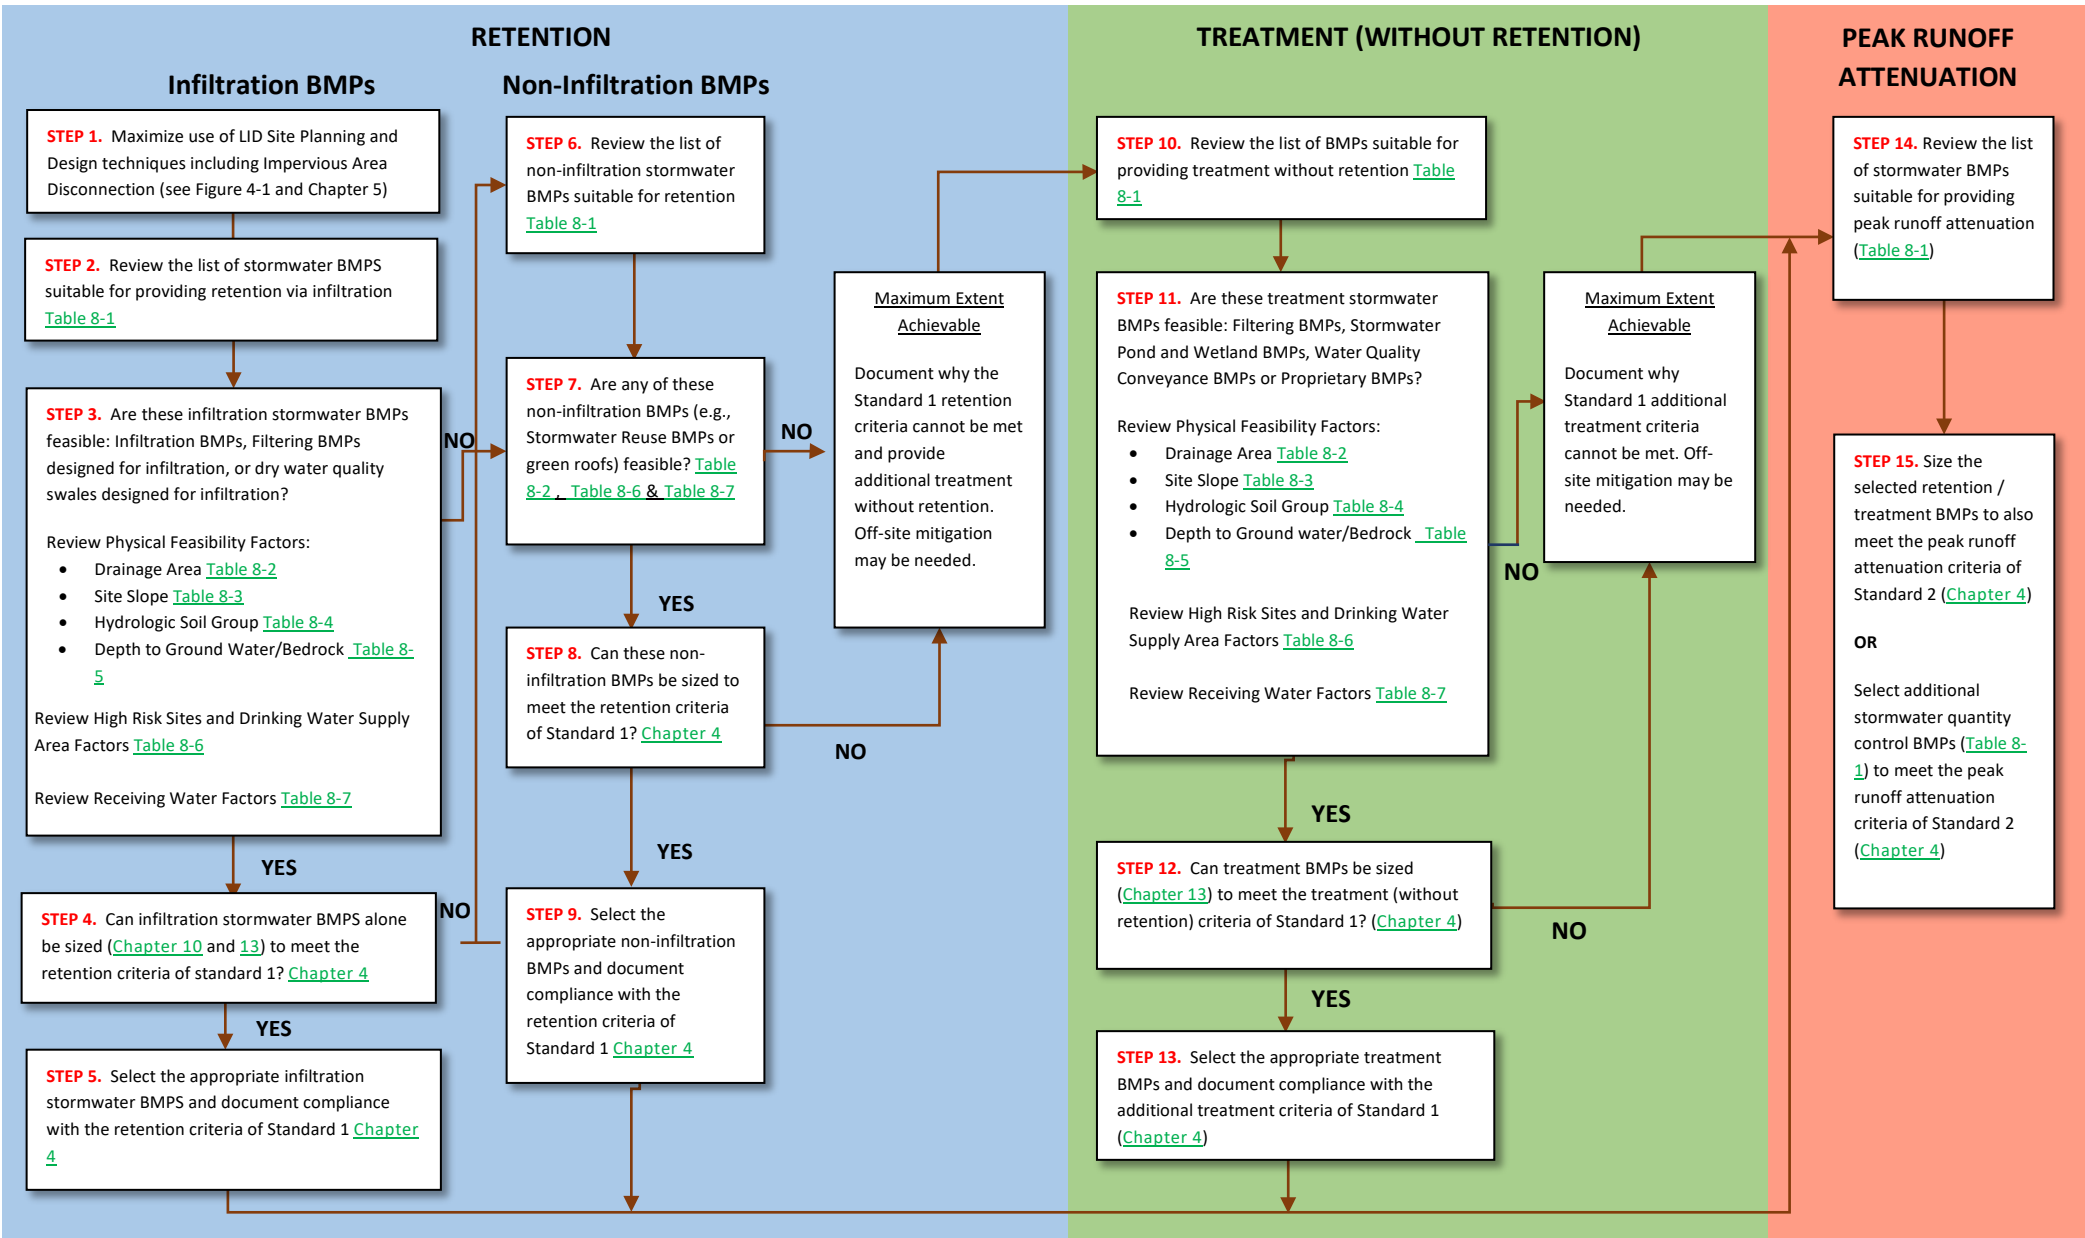 RETENTION
Infiltration BMPs
STEP 1. Maximize use of LID Site Planning and
Design techniques including Impervious Area
Disconnection (see Figure 4-1 and Chapter 5)
STEP 2. Review the list of stormwater BMPS
suitable for providing retention via infiltration
Table 8-1
STEP 3. Are these infiltration stormwater BMPs
feasible: Infiltration BMPs, Filtering BMPs
designed for infiltration, or dry water quality
swales designed for infiltration?
Review Physical Feasibility Factors:
• Drainage Area Table 8-2
• Site Slope Table 8-3
• Hydrologic Soil Group Table 8-4
• Depth to Ground Water/Bedrock Table 8-
5
Review High Risk Sites and Drinking Water Supply
Area Factors Table 8-6
Review Receiving Water Factors Table 8-7
NO
YES
STEP 4. Can infiltration stormwater BMPS alone
be sized (Chapter 10 and 13) to meet the
retention criteria of standard 1? Chapter 4
NO
YES
STEP 5. Select the appropriate infiltration
stormwater BMPS and document compliance
with the retention criteria of Standard 1 Chapter
4
Non-Infiltration BMPs
STEP 6. Review the list of
non-infiltration stormwater
BMPs suitable for retention
Table 8-1
STEP 7. Are any of these
non-infiltration BMPs (e.g.,
Stormwater Reuse BMPs or
green roofs) feasible? Table
8-2 , Table 8-6 & Table 8-7
NO
YES
STEP 8. Can these non-
infiltration BMPs be sized to
meet the retention criteria
of Standard 1? Chapter 4
NO
YES
STEP 9. Select the
appropriate non-infiltration
BMPs and document
compliance with the
retention criteria of
Standard 1 Chapter 4
Maximum Extent
Achievable
Document why the
Standard 1 retention
criteria cannot be met
and provide
additional treatment
without retention.
Off-site mitigation
may be needed.
TREATMENT (WITHOUT RETENTION)
STEP 10. Review the list of BMPs suitable for
providing treatment without retention Table
8-1
STEP 11. Are these treatment stormwater
BMPs feasible: Filtering BMPs, Stormwater
Pond and Wetland BMPs, Water Quality
Conveyance BMPs or Proprietary BMPs?
Review Physical Feasibility Factors:
• Drainage Area Table 8-2
• Site Slope Table 8-3
• Hydrologic Soil Group Table 8-4
• Depth to Ground water/Bedrock Table
8-5
Review High Risk Sites and Drinking Water
Supply Area Factors Table 8-6
Review Receiving Water Factors Table 8-7
NO
YES
STEP 12. Can treatment BMPs be sized
(Chapter 13) to meet the treatment (without
retention) criteria of Standard 1? (Chapter 4)
NO
YES
STEP 13. Select the appropriate treatment
BMPs and document compliance with the
additional treatment criteria of Standard 1
(Chapter 4)
Maximum Extent
Achievable
Document why
Standard 1 additional
treatment criteria
cannot be met. Off-
site mitigation may be
needed.
PEAK RUNOFF
ATTENUATION
STEP 14. Review the list
of stormwater BMPs
suitable for providing
peak runoff attenuation
(Table 8-1)
STEP 15. Size the
selected retention /
treatment BMPs to also
meet the peak runoff
attenuation criteria of
Standard 2 (Chapter 4)
OR
Select additional
stormwater quantity
control BMPs (Table 8-
1) to meet the peak
runoff attenuation
criteria of Standard 2
(Chapter 4)